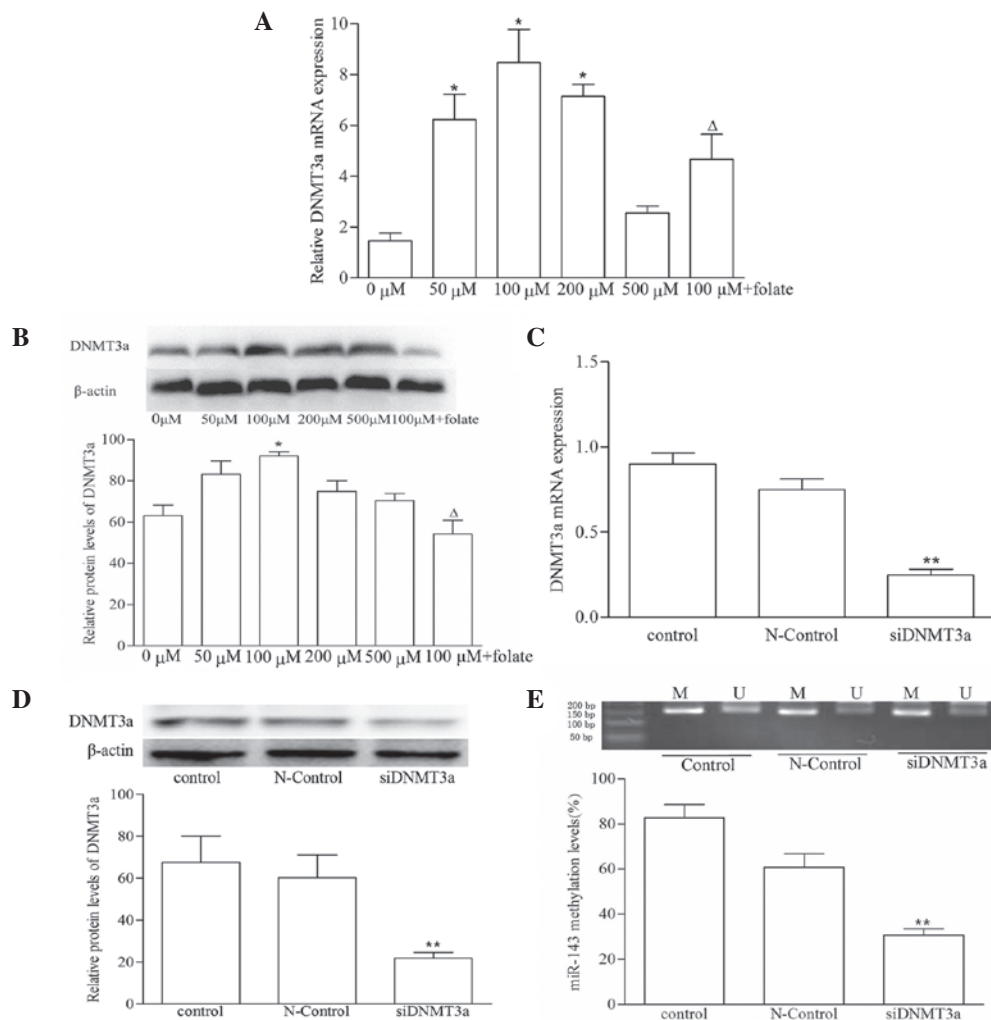 A
Relative DNMT3a mRNA expression
10
8
6
4
2
0
*
*
*
Δ
0 μM 50 μM 100 μM 200 μM 500 μM 100 μM+folate
B
DNMT3a
β-actin
0μM 50μM 100μM 200μM 500μM 100μM+folate
Relative protein levels of DNMT3a
100
80
60
40
20
0
*
Δ
0 μM 50 μM 100 μM 200 μM 500 μM 100 μM+folate
C
DNMT3a mRNA expression
1.5
1.0
0.5
0.0
**
control N-Control siDNMT3a
D
DNMT3a
β-actin
control N-Control siDNMT3a
Relative protein levels of DNMT3a
100
80
60
40
20
0
**
control N-Control siDNMT3a
E
M U M U M U
200 bp
150 bp
100 bp
50 bp
Control N-Control siDNMT3a
miR-143 methylation levels(%)
100
80
60
40
20
0
**
control N-Control siDNMT3a